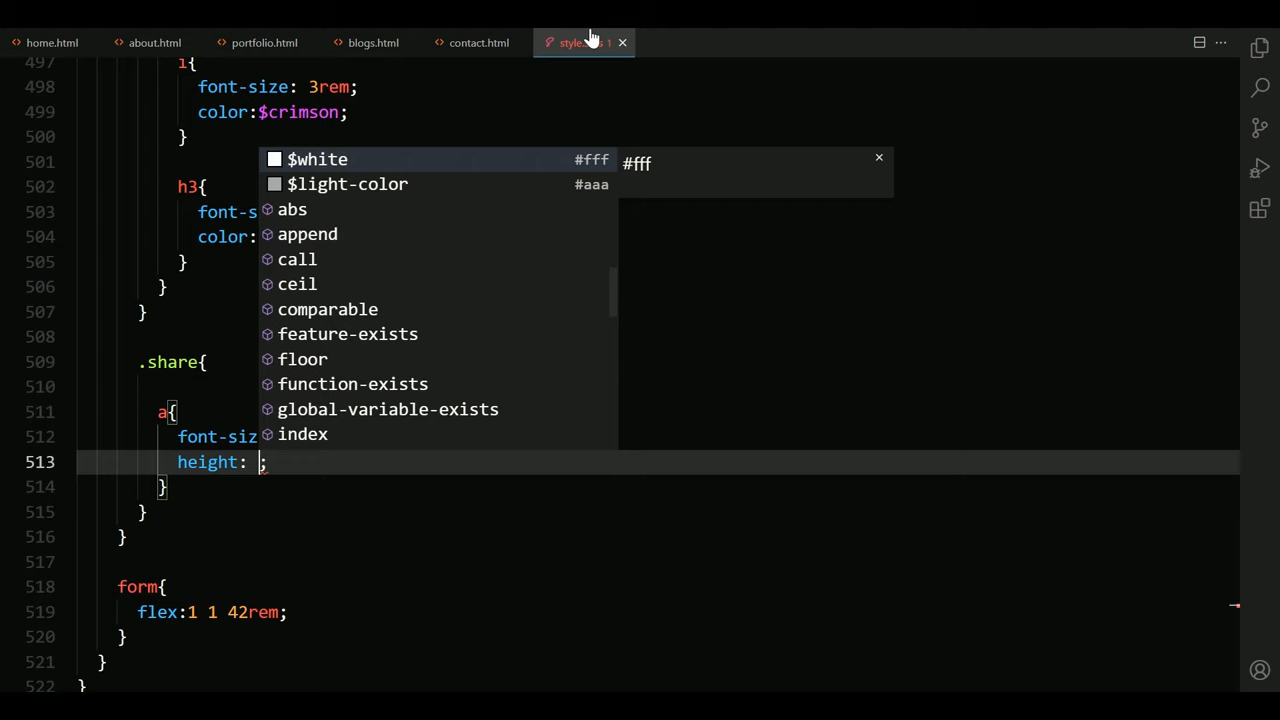 home.html about.html portfolio.html blogs.html contact.html 1
497 i{
498 font-size: 3rem;
499 color:$crimson;
500 }
501
502 h3{
503 font-s
504 color:
505 }
506 }
507 }
508
509 .share{
510
511 a{
512 font-siz
513 height: ;
514 }
515 }
516 }
517
518 form{
519 flex:1 1 42rem;
520 }
521 }
522 }
$white #fff
$light-color #aaa
abs
append
call
ceil
comparable
feature-exists
floor
function-exists
global-variable-exists
index
#fff